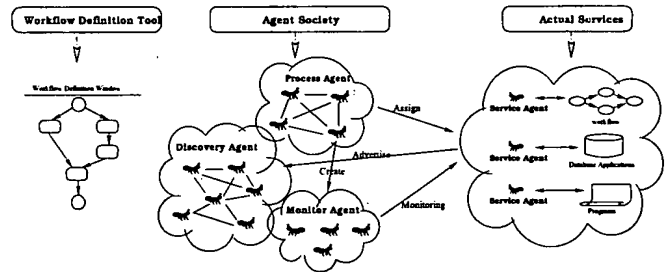 Workflow Definition Tool
Agent Society
Actual Services
Workflow Definition Window
Process Agent
Assign
Service Agent
work flow
Discovery Agent
Advertise
Create
Service Agent
Database Applications
Monitor Agent
Monitoring
Service Agent
Programs